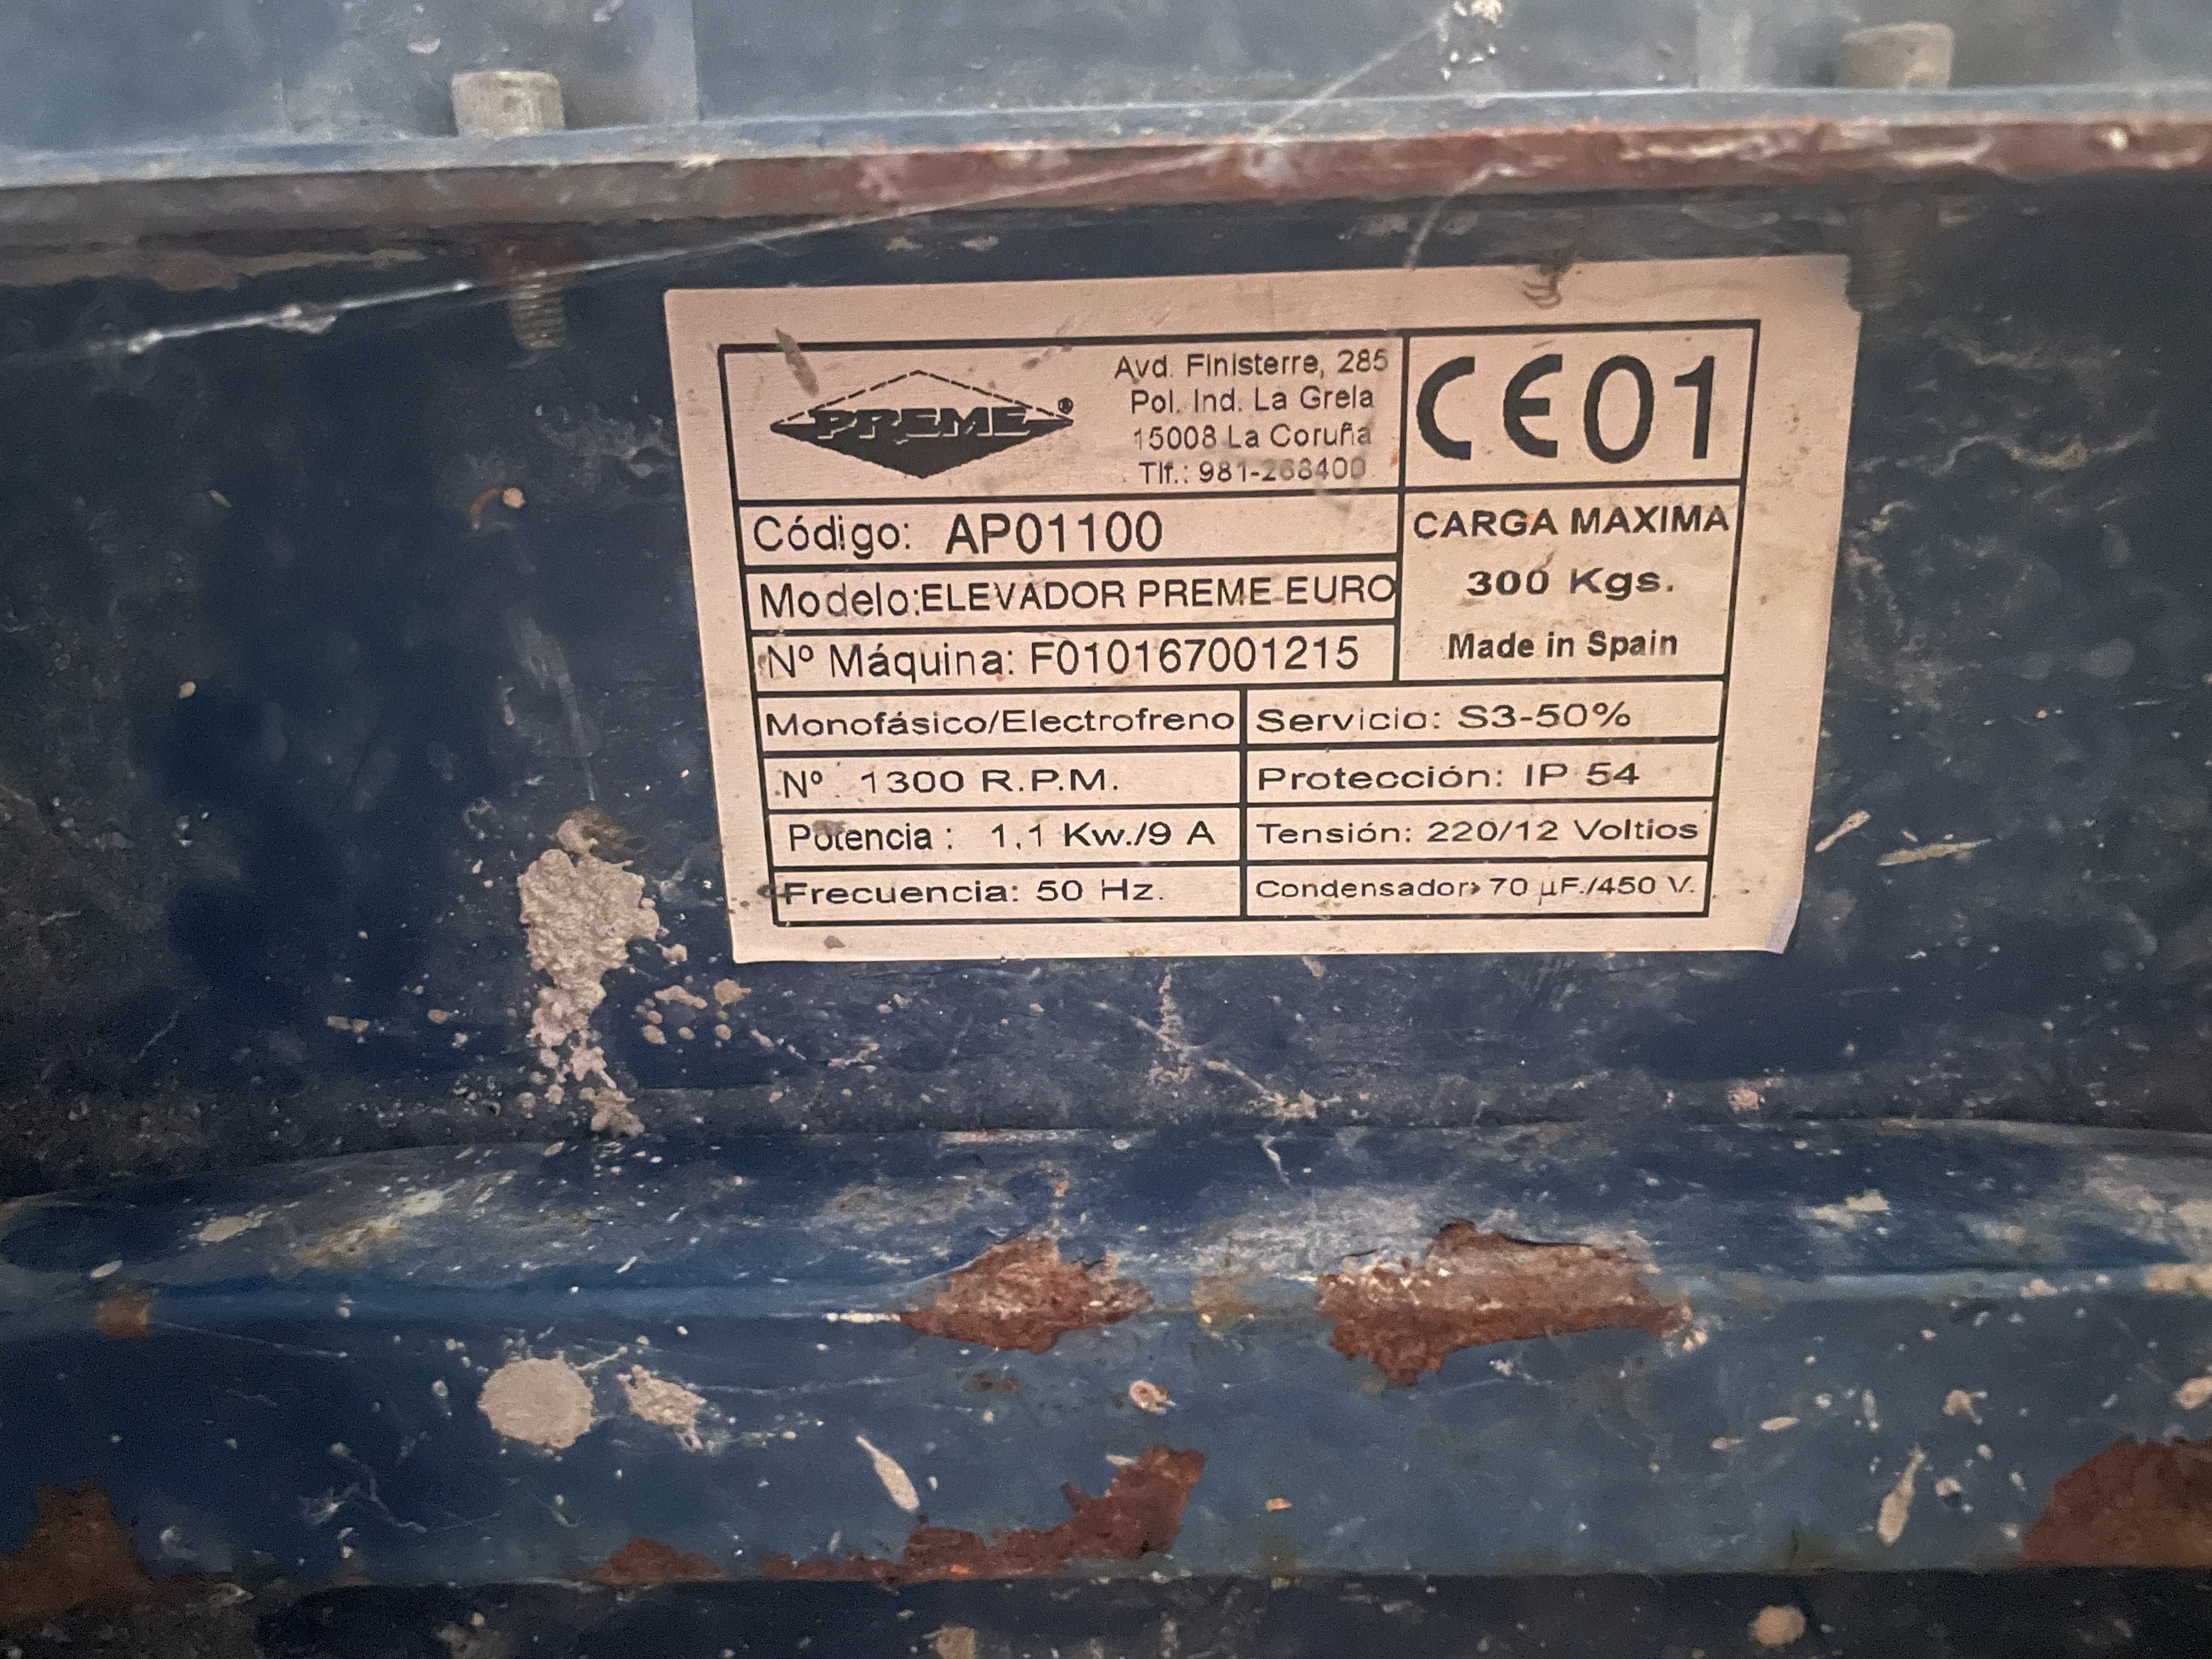 PREME®
Avd. Finisterre, 285
Pol. Ind. La Grela
15008 La Coruña
Tlf.: 981-268400
CE 01
Código: AP01100
Modelo: ELEVADOR PREME EURO
Nº Máquina: F010167001215
CARGA MAXIMA
300 Kgs.
Made in Spain
Monofásico/Electrofreno
Servicio: S3-50%
Nº 1300 R.P.M.
Protección: IP 54
Potencia : 1,1 Kw./9 A
Tensión: 220/12 Voltios
Frecuencia: 50 Hz.
Condensador: 70 µF./450 V.